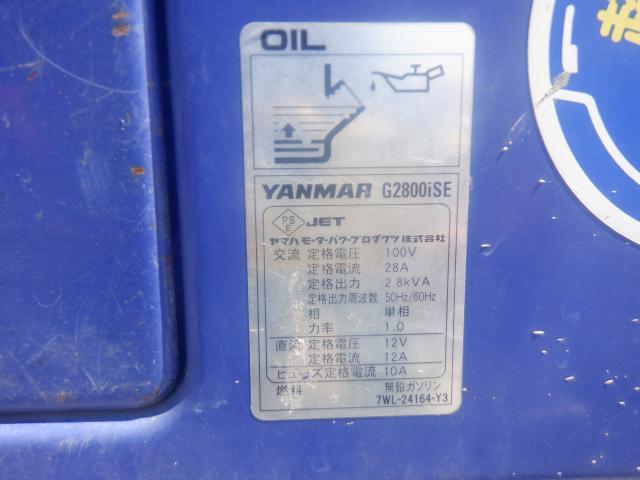 OIL
YANMAR G2800iSE
PSE JET
ヤマハモーターパワープロダクツ株式会社
交流 定格電圧 100V
定格電流 28A
定格出力 2.8kVA
定格出力周波数 50Hz/60Hz
相 単相
力率 1.0
直流 定格電圧 12V
定格電流 12A
ヒューズ定格電流 10A
燃料 無鉛ガソリン
7WL-24164-Y3